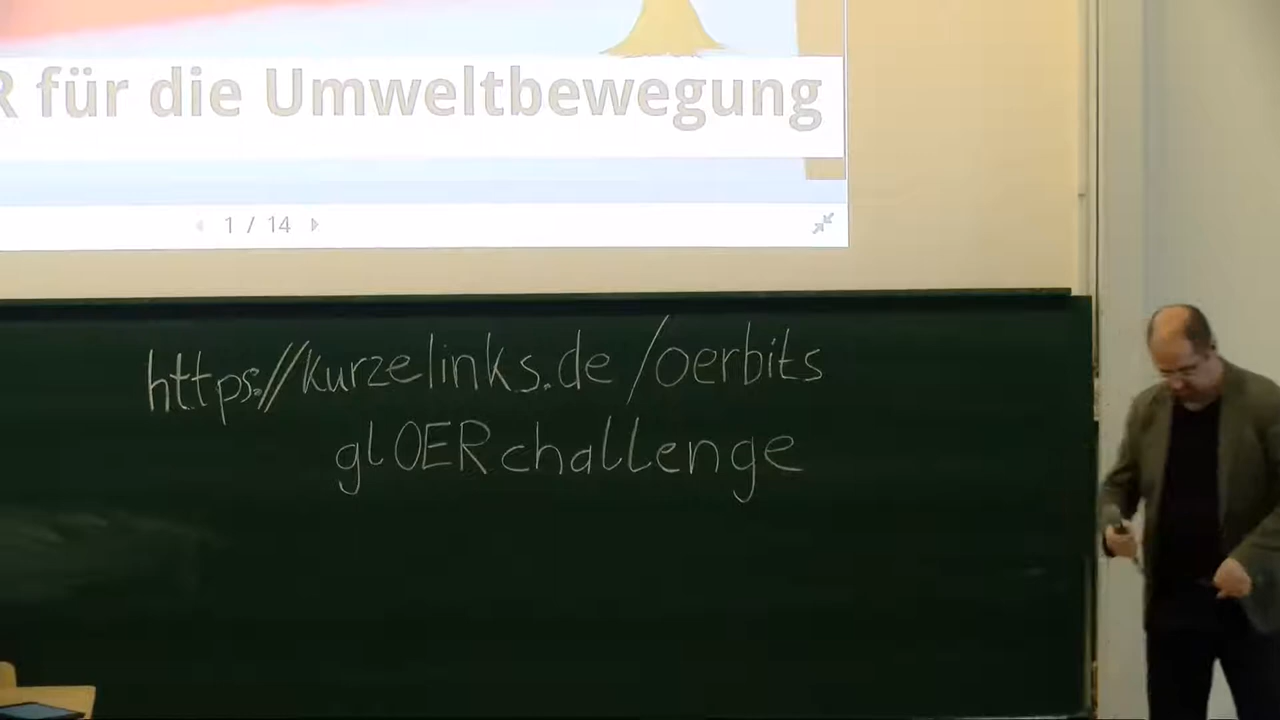 R für die Umweltbewegung
1 / 14
https://kurzelinks.de/oerbits
glOERchallenge